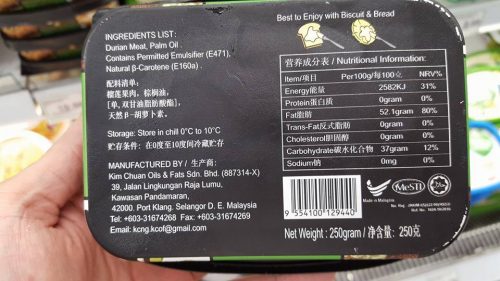 INGREDIENTS LIST:
Durian Meat, Palm Oil .
Contains Permitted Emulsifier (E471),
Natural β-Carotene (E160a) .
配料清单:
榴莲果肉，棕榈油，
[单，双甘油脂肪酸酯],
天然 β-胡萝卜素.
Storage: Store in chill 0°C to 10°C
贮存条件: 在0度至10度间冷藏贮存
MANUFACTURED BY / 生产商:
Kim Chuan Oils & Fats Sdn. Bhd. (887314-X)
39, Jalan Lingkungan Raja Lumu,
Kawasan Pandamaran,
42000. Port Klang. Selangor D. E. Malaysia
Tel: +603-31674268 Fax: +603-31674269
Email: kcng.kcof@gmail.com
Best to Enjoy with Biscuit & Bread
营养成分表 / Nutritional Information:
Item/项目 Per100g/每100克 NRV%
Energy能量 2582KJ 31%
Protein蛋白质 0gram 0%
Fat脂肪 52.1gram 80%
Trans-Fat反式脂肪 0gram 0%
Cholesterol胆固醇 0gram 0%
Carbohydrate碳水化合物 37gram 12%
Sodium钠 0mg 0%
9 554100 129440
Made in Malaysia
MeSTI
Net Weight : 250gram / 净含量: 250克